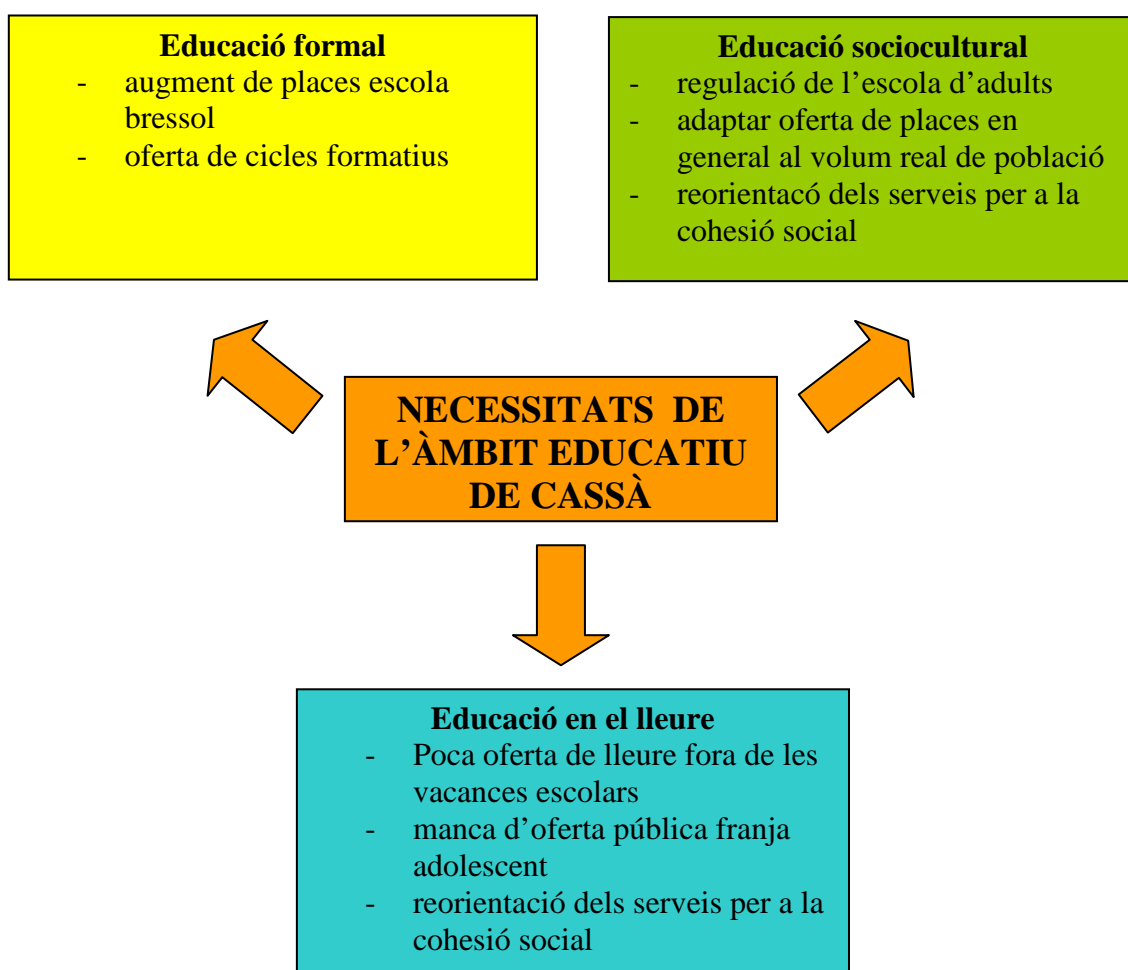 Educació formal
- augment de places escola
bressol
- oferta de cicles formatius
Educació sociocultural
- regulació de l’escola d’adults
- adaptar oferta de places en
general al volum real de població
- reorientacó dels serveis per a la
cohesió social
NECESSITATS DE
L’ÀMBIT EDUCATIU
DE CASSÀ
Educació en el lleure
- Poca oferta de lleure fora de les
vacances escolars
- manca d’oferta pública franja
adolescent
- reorientació dels serveis per a la
cohesió social